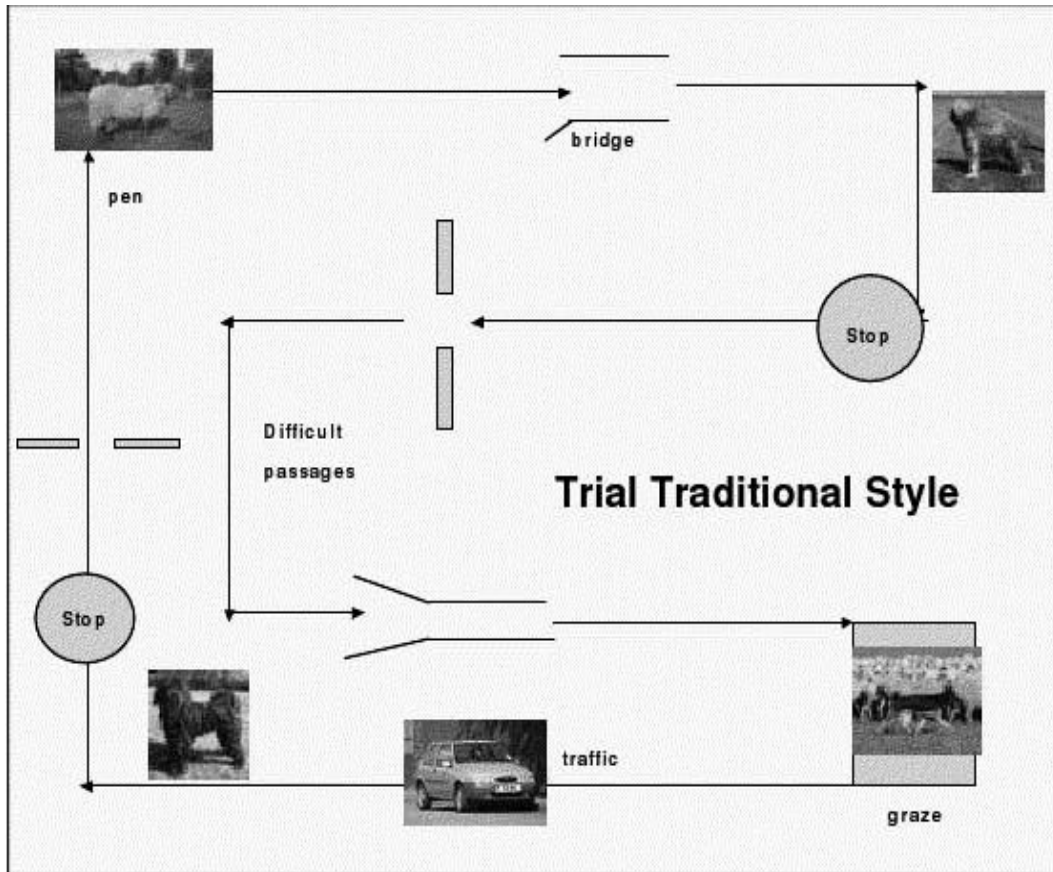 bridge
pen
Stop
Difficult
passages
Trial Traditional Style
Stop
traffic
graze